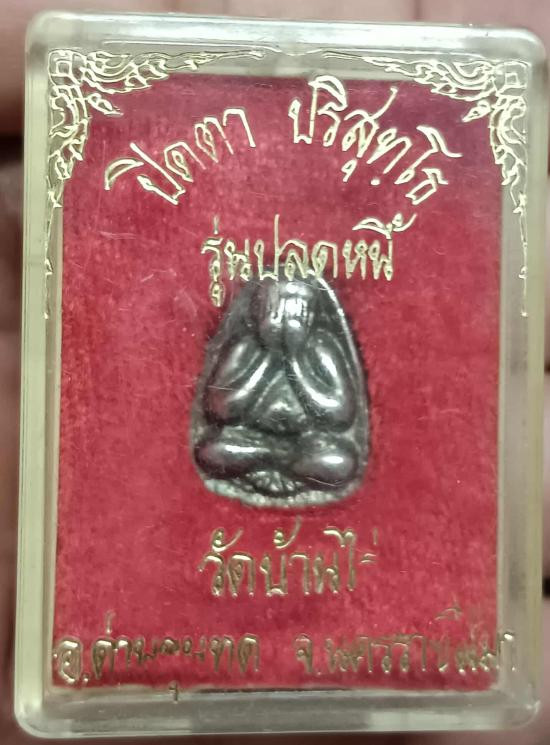 ปิดตา ปริสุทฺโธ
รุ่นปลดหนี้
วัดบ้านไร่
อ.ด่านขุนทด จ.นครราชสีมา